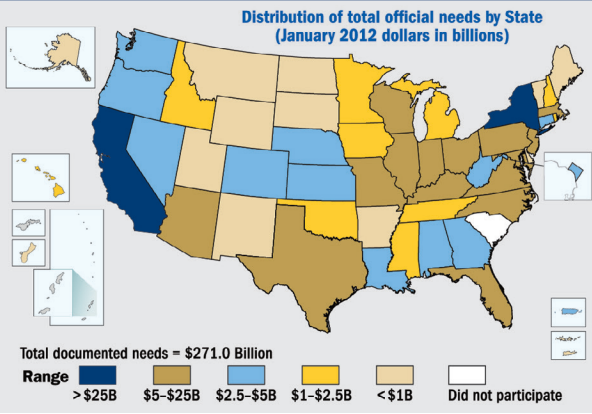 Distribution of total official needs by State
(January 2012 dollars in billions)
Total documented needs = $271.0 Billion
Range
> $25B
$5–$25B
$2.5–$5B
$1–$2.5B
< $1B
Did not participate